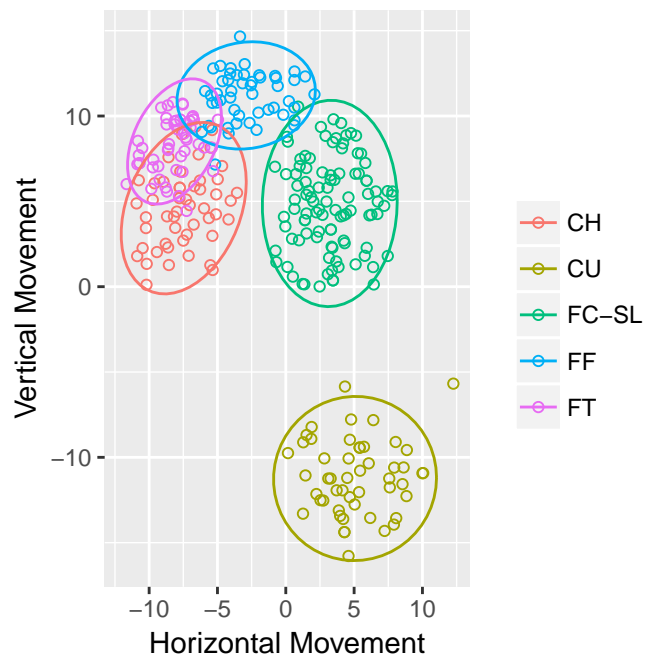 Vertical Movement
10
0
−10
−10
−5
0
5
10
Horizontal Movement
CH
CU
FC−SL
FF
FT